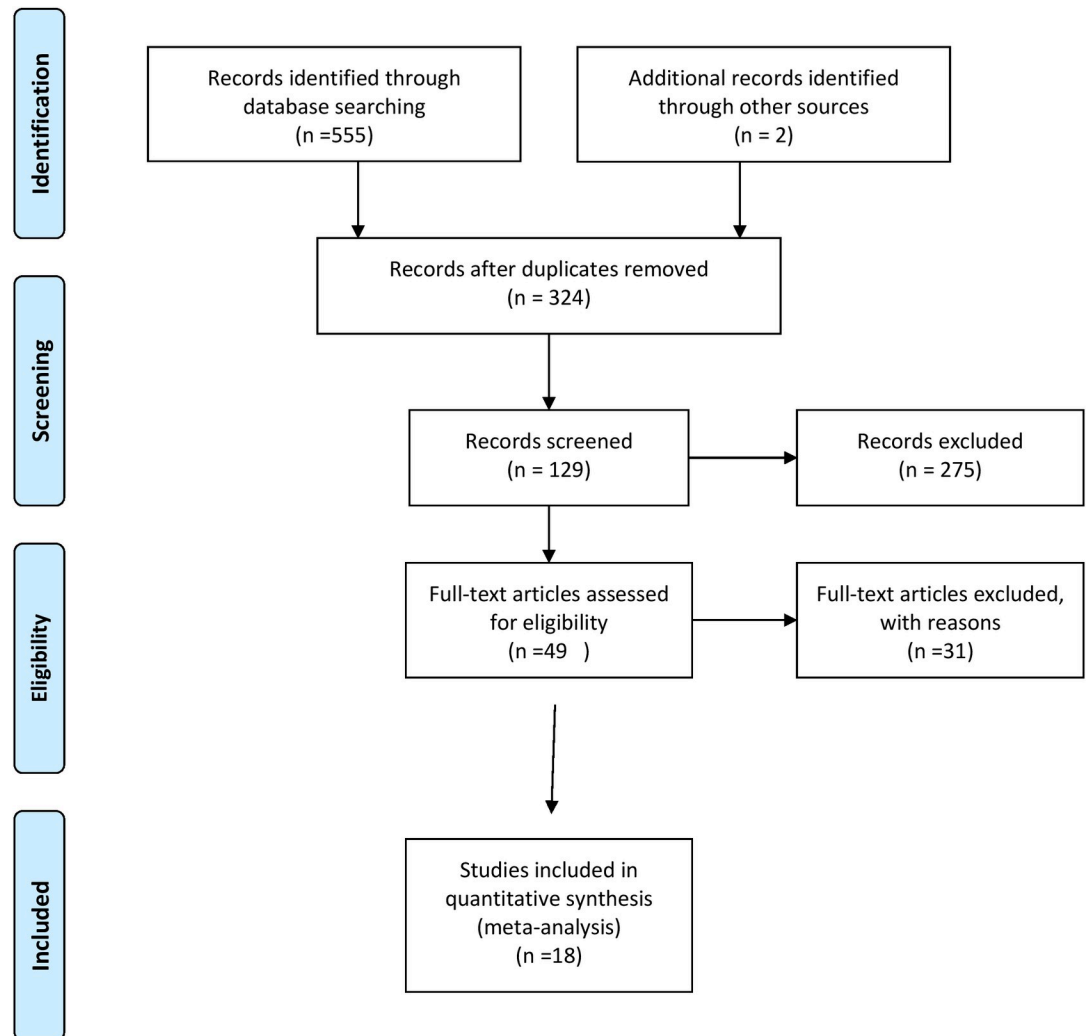 Identification
Records identified through
database searching
(n =555)
Additional records identified
through other sources
(n = 2)
Records after duplicates removed
(n = 324)
Screening
Records screened
(n = 129)
Records excluded
(n = 275)
Eligibility
Full-text articles assessed
for eligibility
(n =49   )
Full-text articles excluded,
with reasons
(n =31)
Included
Studies included in
quantitative synthesis
(meta-analysis)
(n =18)